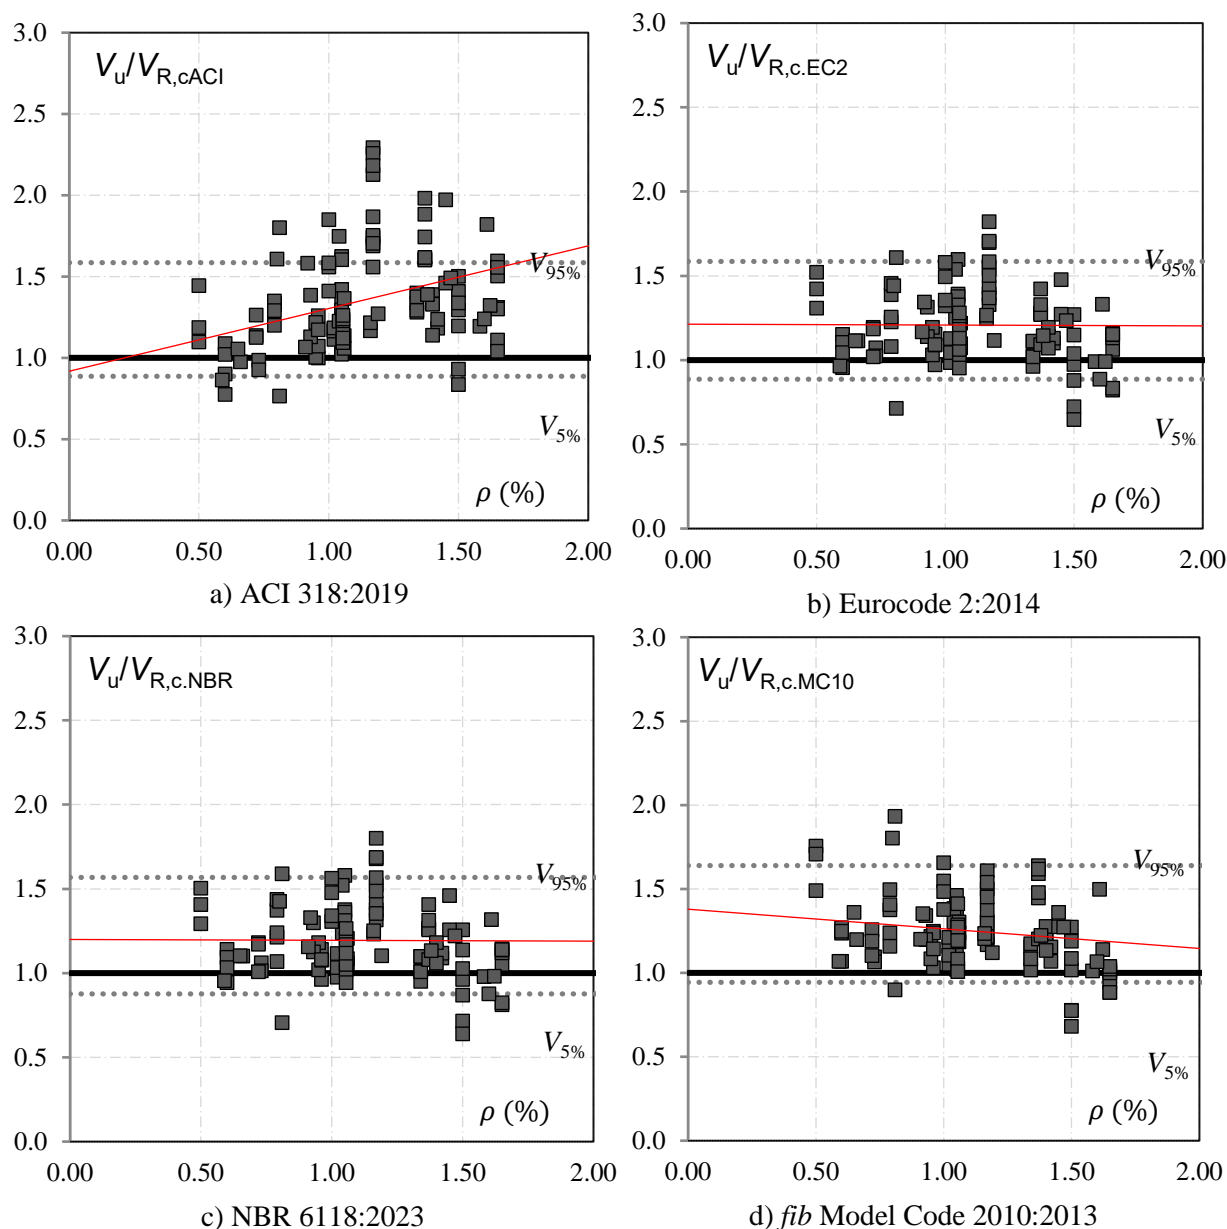 3.0
2.5
2.0
1.5
1.0
0.5
0.0
Vu/VR,cACI
V95%
V5%
ρ (%)
0.00 0.50 1.00 1.50 2.00
a) ACI 318:2019
3.0
2.5
2.0
1.5
1.0
0.5
0.0
Vu/VR,c.EC2
V95%
V5%
ρ (%)
0.00 0.50 1.00 1.50 2.00
b) Eurocode 2:2014
3.0
2.5
2.0
1.5
1.0
0.5
0.0
Vu/VR,c.NBR
V95%
V5%
ρ (%)
0.00 0.50 1.00 1.50 2.00
c) NBR 6118:2023
3.0
2.5
2.0
1.5
1.0
0.5
0.0
Vu/VR,c.MC10
V95%
V5%
ρ (%)
0.00 0.50 1.00 1.50 2.00
d) fib Model Code 2010:2013